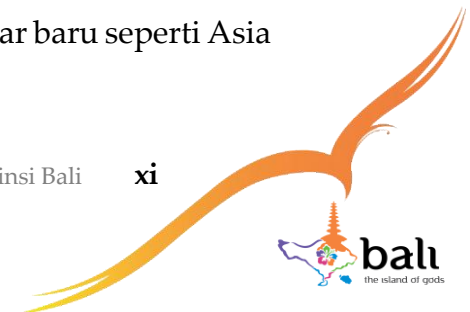 ar baru seperti Asia
insi Bali xi
bali
the island of gods